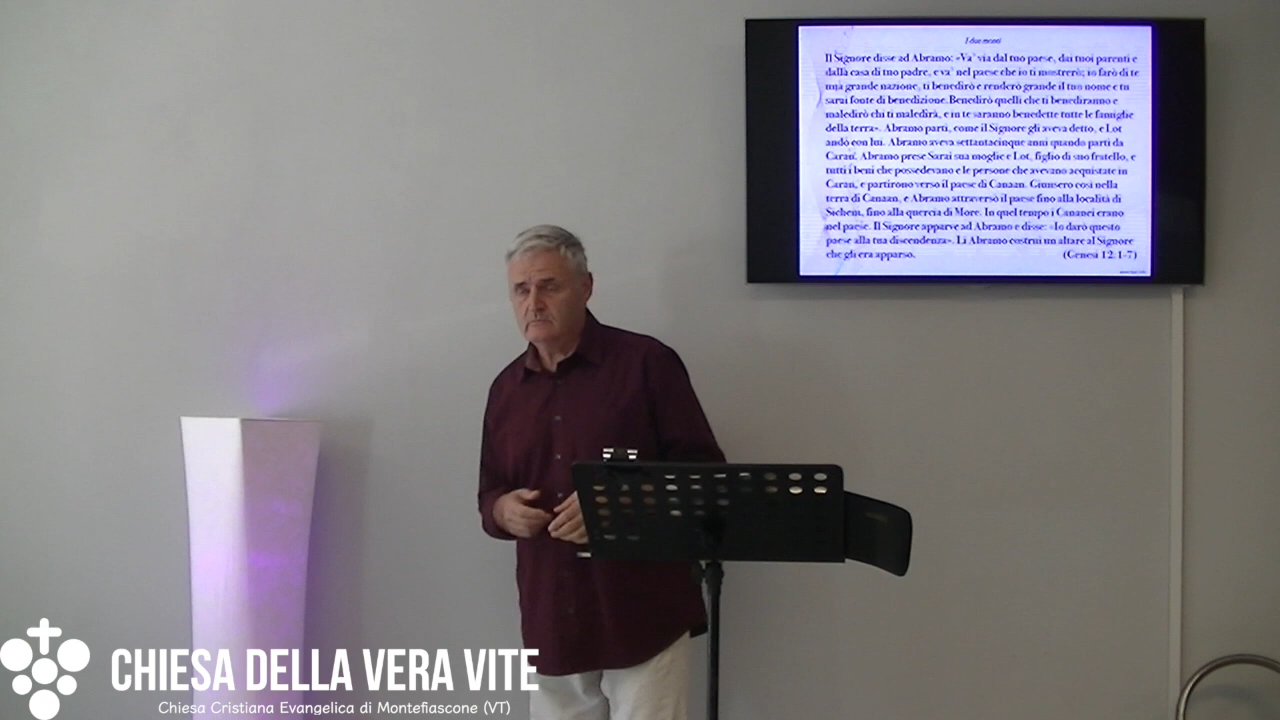 I due monti
Il Signore disse ad Abramo: «Va' via dal tuo paese, dai tuoi parenti e
dalla casa di tuo padre, e va' nel paese che io ti mostrerò; io farò di te
una grande nazione, ti benedirò e renderò grande il tuo nome e tu
sarai fonte di benedizione.Benedirò quelli che ti benediranno e
maledirò chi ti maledirà, e in te saranno benedette tutte le famiglie
della terra». Abramo partì, come il Signore gli aveva detto, e Lot
andò con lui. Abramo aveva settantacinque anni quando partì da
Caran. Abramo prese Sarai sua moglie e Lot, figlio di suo fratello, e
tutti i beni che possedevano e le persone che avevano acquistate in
Caran, e partirono verso il paese di Canaan. Giunsero così nella
terra di Canaan, e Abramo attraversò il paese fino alla località di
Sichem, fino alla quercia di More. In quel tempo i Cananei erano
nel paese. Il Signore apparve ad Abramo e disse: «Io darò questo
paese alla tua discendenza». Lì Abramo costruì un altare al Signore
che gli era apparso. (Genesi 12:1-7)
CHIESA DELLA VERA VITE
Chiesa Cristiana Evangelica di Montefiascone (VT)